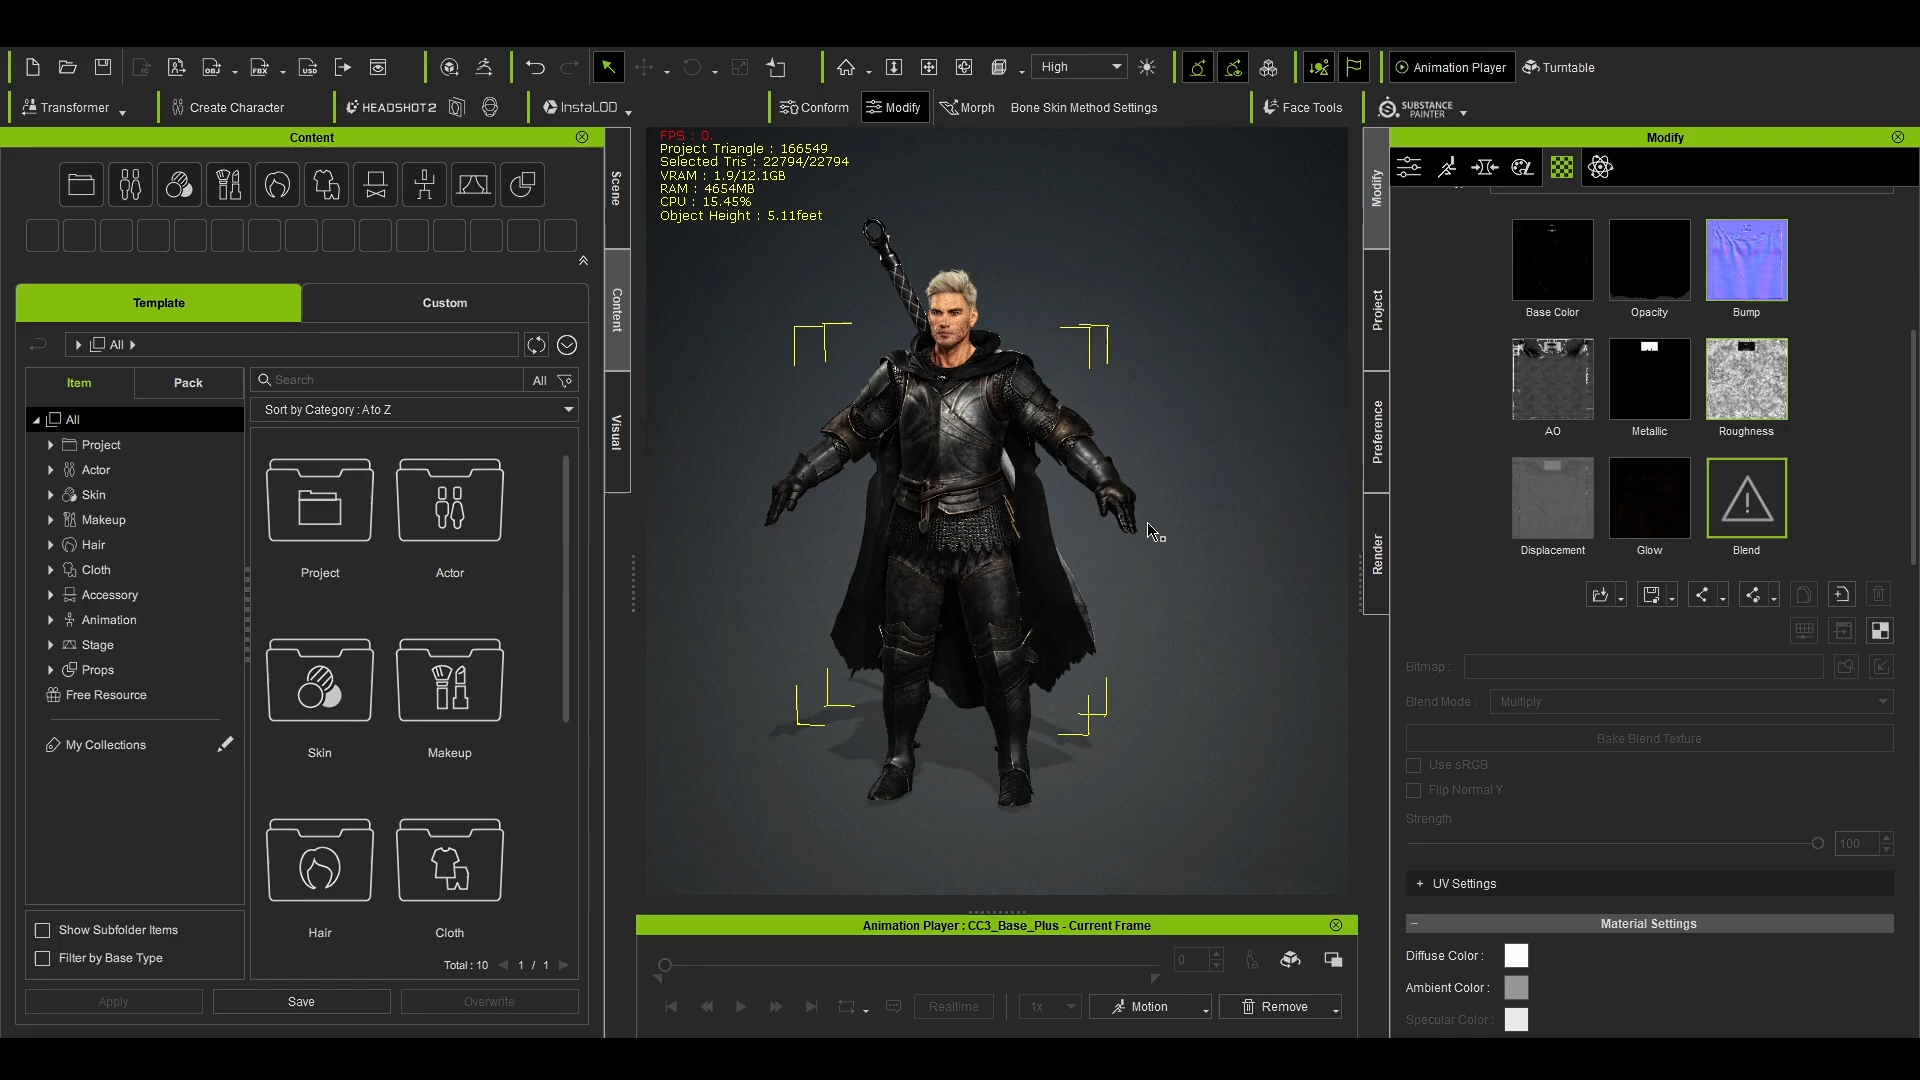 High
Animation Player
Turntable
Transformer
Create Character
HEADSHOT 2
InstaLOD
Conform
Modify
Morph
Bone Skin Method Settings
Face Tools
SUBSTANCE
PAINTER
Content
Template
Custom
All
Item
Pack
Search
All
Sort by Category : A to Z
All
Project
Actor
Skin
Makeup
Hair
Cloth
Accessory
Animation
Stage
Props
Free Resource
My Collections
Show Subfolder Items
Filter by Base Type
Project
Actor
Skin
Makeup
Hair
Cloth
Total : 10
1 / 1
Apply
Save
Overwrite
Scene
Content
Visual
FPS : 0.
Project Triangle : 166549
Selected Tris : 22794/22794
VRAM : 1.9/12.1GB
RAM : 4654MB
CPU : 15.45%
Object Height : 5.11feet
Animation Player : CC3_Base_Plus - Current Frame
0
Realtime
1x
Motion
Remove
Modify
Project
Preference
Render
Modify
Base Color
Opacity
Bump
AO
Metallic
Roughness
Displacement
Glow
Blend
Bitmap :
Blend Mode :
Multiply
Bake Blend Texture
Use sRGB
Flip Normal Y
Strength
100
+ UV Settings
Material Settings
Diffuse Color :
Ambient Color :
Specular Color :